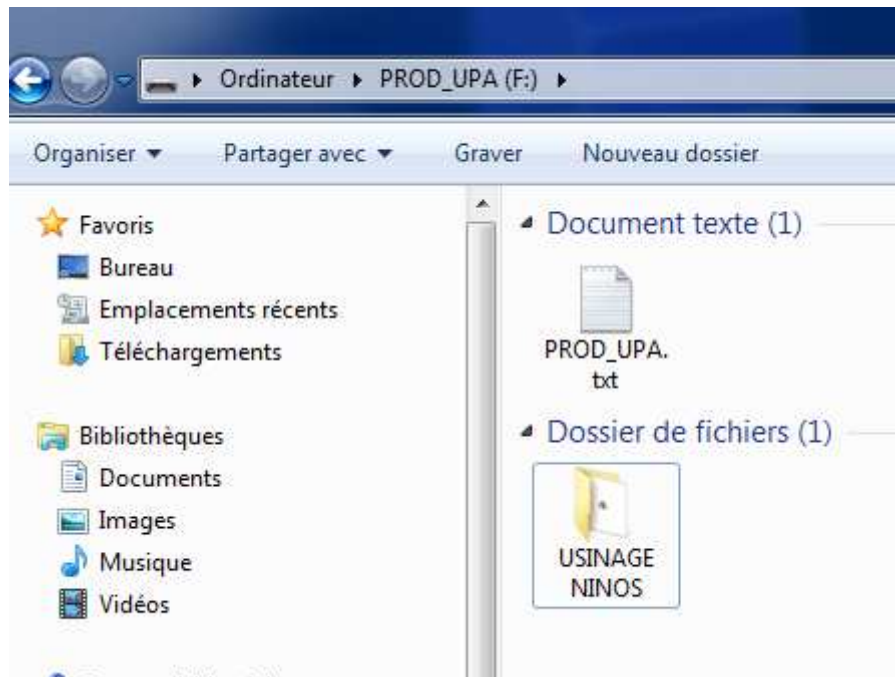 Ordinateur ▸ PROD_UPA (F:) ▸
Organiser ▼ Partager avec ▼ Graver Nouveau dossier
Favoris
Bureau
Emplacements récents
Téléchargements
Bibliothèques
Documents
Images
Musique
Vidéos
Document texte (1)
PROD_UPA.
txt
Dossier de fichiers (1)
USINAGE
NINOS